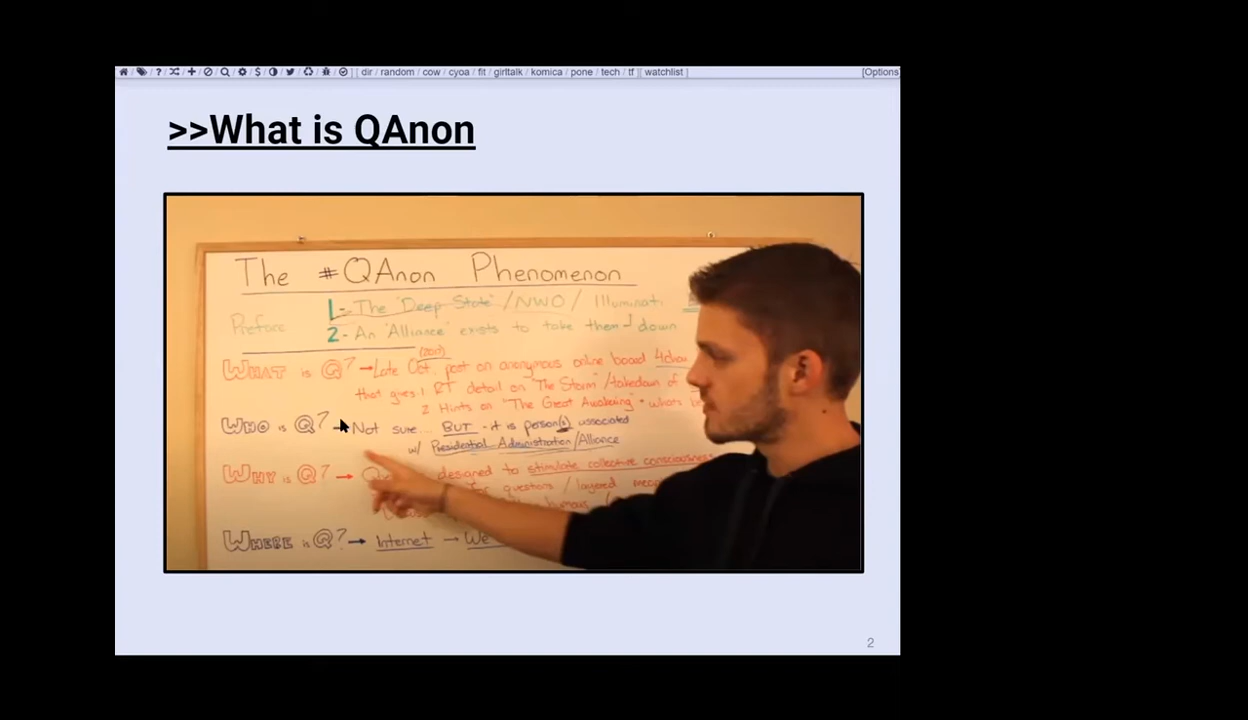 / ? / / + / / / / $ / / / / / ] [ dir / random / cow / cyoa / fit / girltalk / komica / pone / tech / tf ][ watchlist ]
[Options
>>What is QAnon
The #QAnon Phenomenon
Preface
1- The "Deep State" / NWO / Illuminati
2- An "Alliance" exists to take them down
(2017)
WHAT is Q? → Late Oct. post on anonymous online board 4chan
that gives 1 RT detail on "The Storm"/takedown of
2 Hints on "The Great Awakening" +
WHO is Q? → Not sure... BUT - it is person(s) associated
w/ Presidential Administration/Alliance
WHY is Q? → designed to stimulate collective consciousness
questions / layered
WHERE is Q? → Internet → We
2